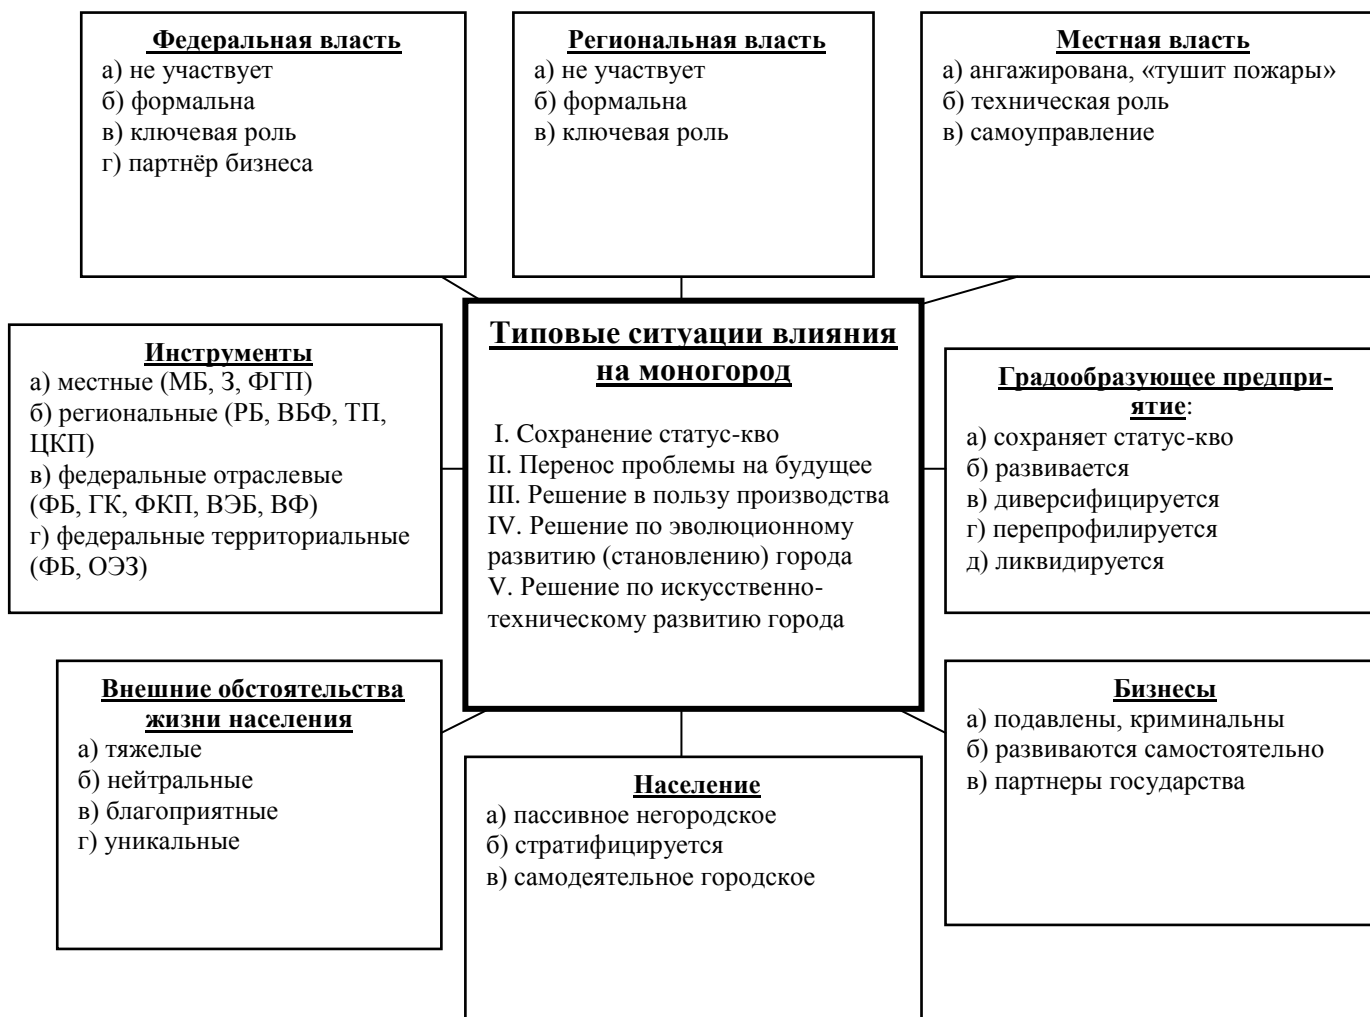 Федеральная власть
а) не участвует
б) формальна
в) ключевая роль
г) партнёр бизнеса
Региональная власть
а) не участвует
б) формальна
в) ключевая роль
Местная власть
а) ангажирована, «тушит пожары»
б) техническая роль
в) самоуправление
Инструменты
а) местные (МБ, З, ФГП)
б) региональные (РБ, ВБФ, ТП,
ЦКП)
в) федеральные отраслевые
(ФБ, ГК, ФКП, ВЭБ, ВФ)
г) федеральные территориальные
(ФБ, ОЭЗ)
Типовые ситуации влияния
на моногород
I. Сохранение статус-кво
II. Перенос проблемы на будущее
III. Решение в пользу производства
IV. Решение по эволюционному
развитию (становлению) города
V. Решение по искусственно-
техническому развитию города
Градообразующее предпри-
ятие:
а) сохраняет статус-кво
б) развивается
в) диверсифицируется
г) перепрофилируется
д) ликвидируется
Внешние обстоятельства
жизни населения
а) тяжелые
б) нейтральные
в) благоприятные
г) уникальные
Население
а) пассивное негородское
б) стратифицируется
в) самодеятельное городское
Бизнесы
а) подавлены, криминальны
б) развиваются самостоятельно
в) партнеры государства